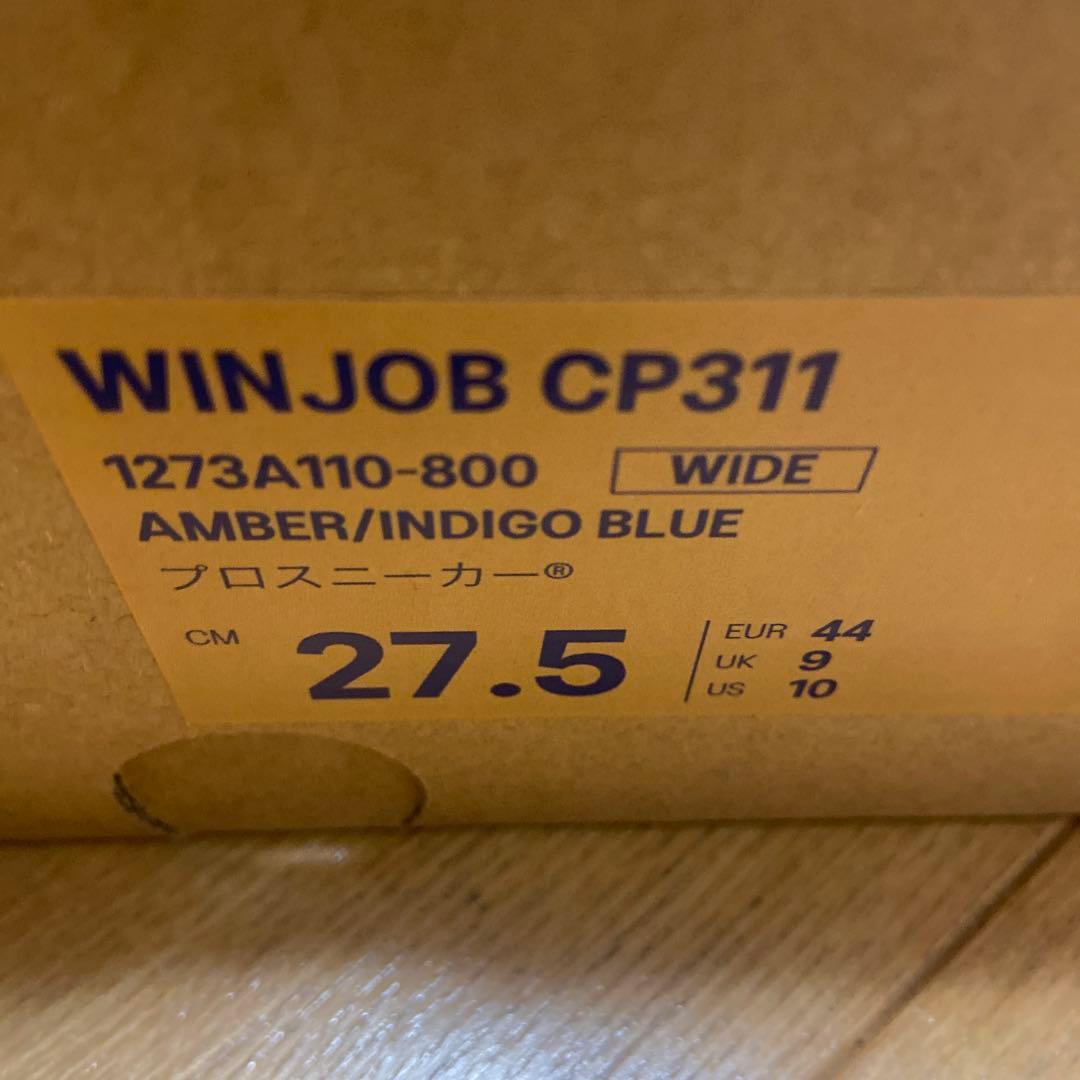 WINJOB CP311
1273A110-800 WIDE
AMBER/INDIGO BLUE
プロスニーカー®
CM 27.5
EUR 44
UK 9
US 10